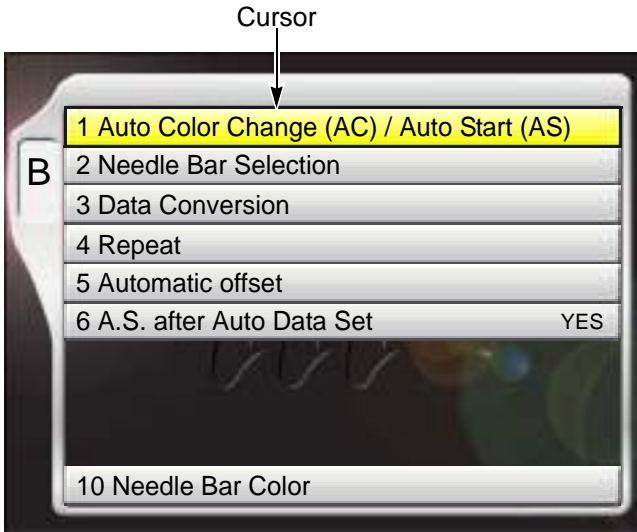 Cursor
1 Auto Color Change (AC) / Auto Start (AS)
B
2 Needle Bar Selection
3 Data Conversion
4 Repeat
5 Automatic offset
6 A.S. after Auto Data Set YES
10 Needle Bar Color